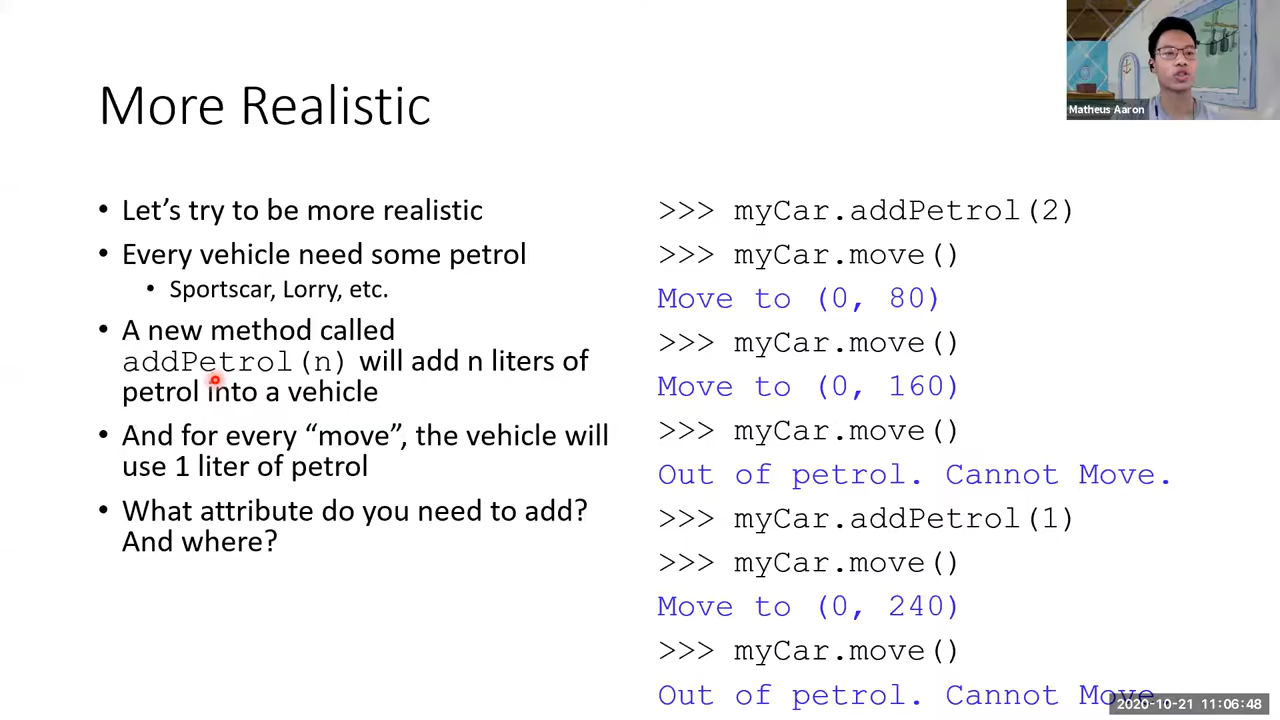 Matheus Aaron
More Realistic
• Let’s try to be more realistic
• Every vehicle need some petrol
• Sportscar, Lorry, etc.
• A new method called
addPetrol(n) will add n liters of
petrol into a vehicle
• And for every “move”, the vehicle will
use 1 liter of petrol
• What attribute do you need to add?
And where?
>>> myCar.addPetrol(2)
>>> myCar.move()
Move to (0, 80)
>>> myCar.move()
Move to (0, 160)
>>> myCar.move()
Out of petrol. Cannot Move.
>>> myCar.addPetrol(1)
>>> myCar.move()
Move to (0, 240)
>>> myCar.move()
Out of petrol. Cannot Move.
2020-10-21 11:06:48